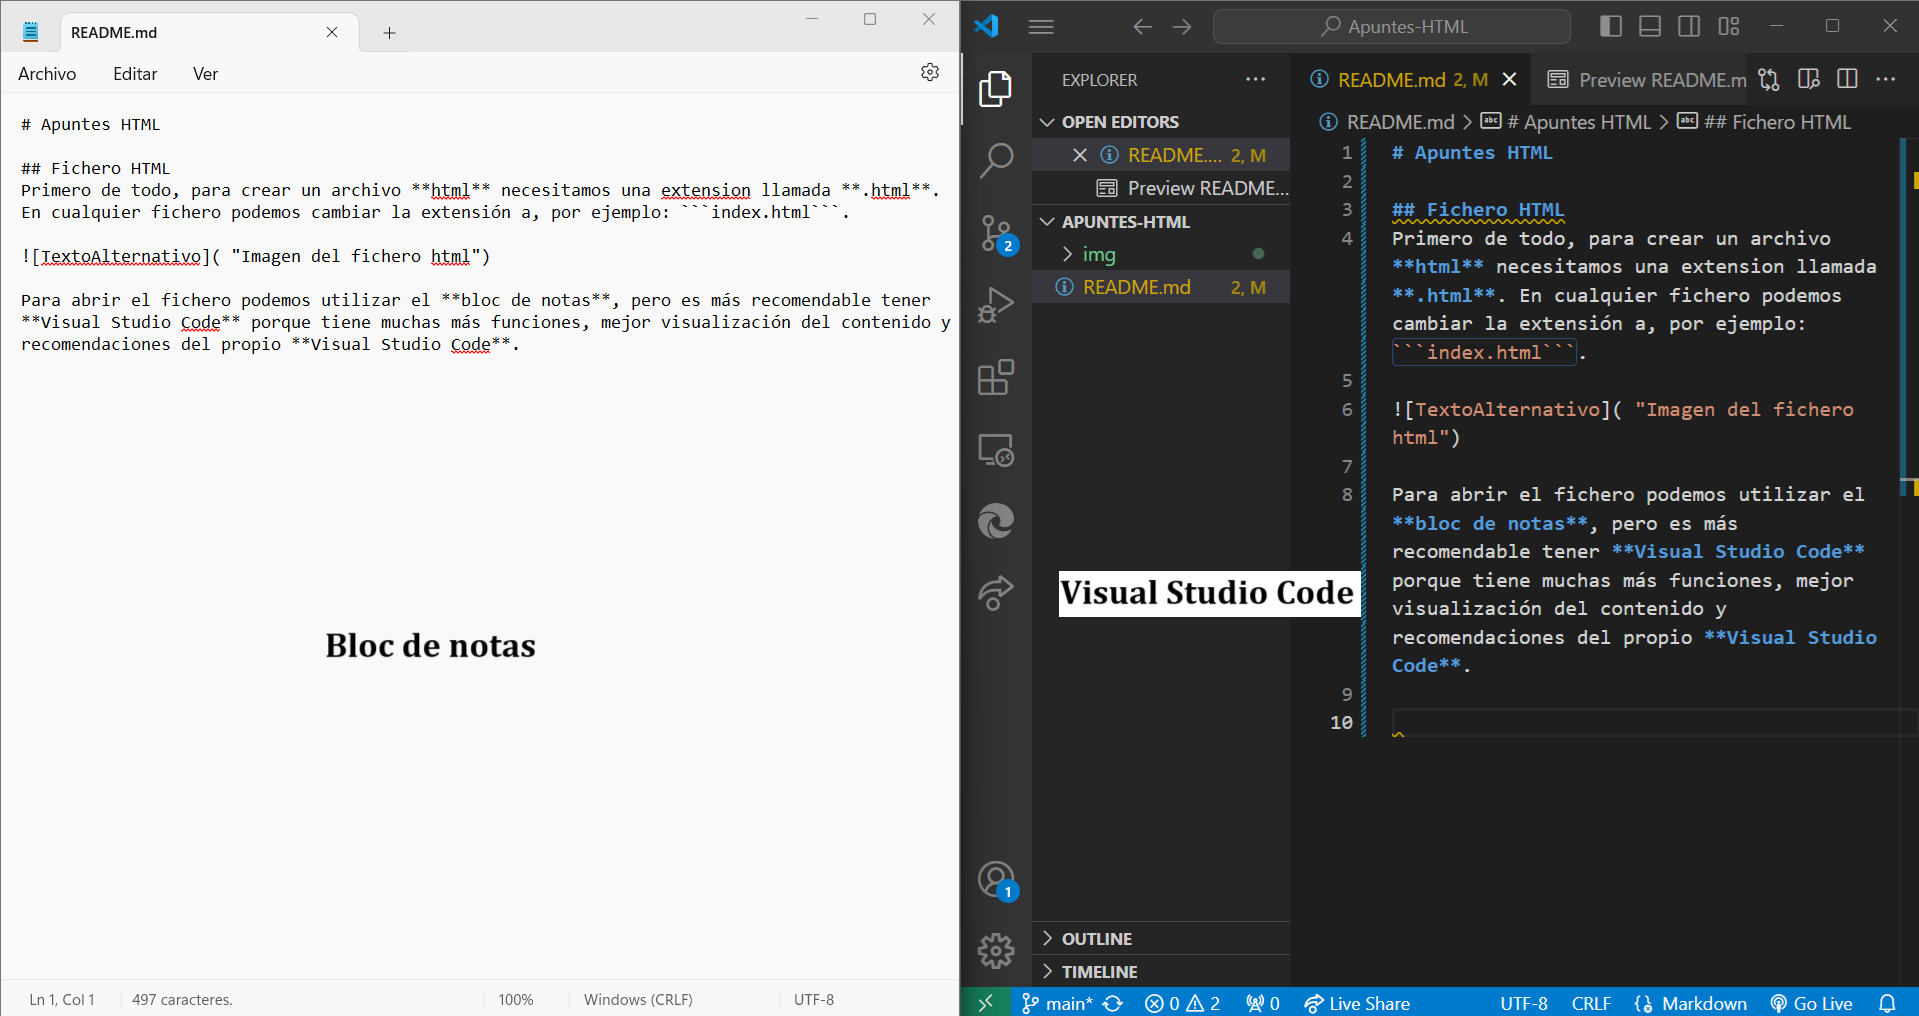 README.md
Archivo Editar Ver
# Apuntes HTML
## Fichero HTML
Primero de todo, para crear un archivo **html** necesitamos una extension llamada **.html**.
En cualquier fichero podemos cambiar la extensión a, por ejemplo: ```index.html```.
![TextoAlternativo]( "Imagen del fichero html")
Para abrir el fichero podemos utilizar el **bloc de notas**, pero es más recomendable tener
**Visual Studio Code** porque tiene muchas más funciones, mejor visualización del contenido y
recomendaciones del propio **Visual Studio Code**.
Bloc de notas
Ln 1, Col 1 497 caracteres. 100% Windows (CRLF) UTF-8
Apuntes-HTML
EXPLORER
OPEN EDITORS
README.... 2, M
Preview README...
APUNTES-HTML
img
README.md 2, M
2
Visual Studio Code
1
OUTLINE
TIMELINE
README.md 2, M Preview README.m
README.md > # Apuntes HTML > ## Fichero HTML
1 # Apuntes HTML
2
3 ## Fichero HTML
4 Primero de todo, para crear un archivo
**html** necesitamos una extension llamada
**.html**. En cualquier fichero podemos
cambiar la extensión a, por ejemplo:
```index.html```.
5
6 ![TextoAlternativo]( "Imagen del fichero
html")
7
8 Para abrir el fichero podemos utilizar el
**bloc de notas**, pero es más
recomendable tener **Visual Studio Code**
porque tiene muchas más funciones, mejor
visualización del contenido y
recomendaciones del propio **Visual Studio
Code**.
9
10
main* 0 2 0 Live Share UTF-8 CRLF Markdown Go Live